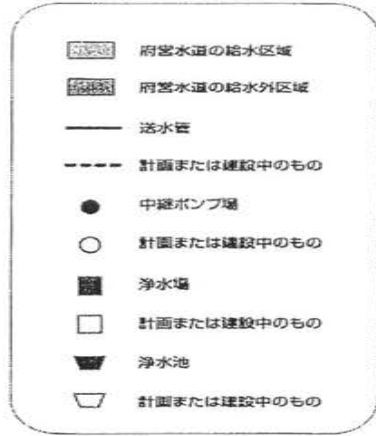 府営水道の給水区域
府営水道の給水外区域
送水管
計画または建設中のもの
中継ポンプ場
計画または建設中のもの
浄水場
計画または建設中のもの
浄水池
計画または建設中のもの